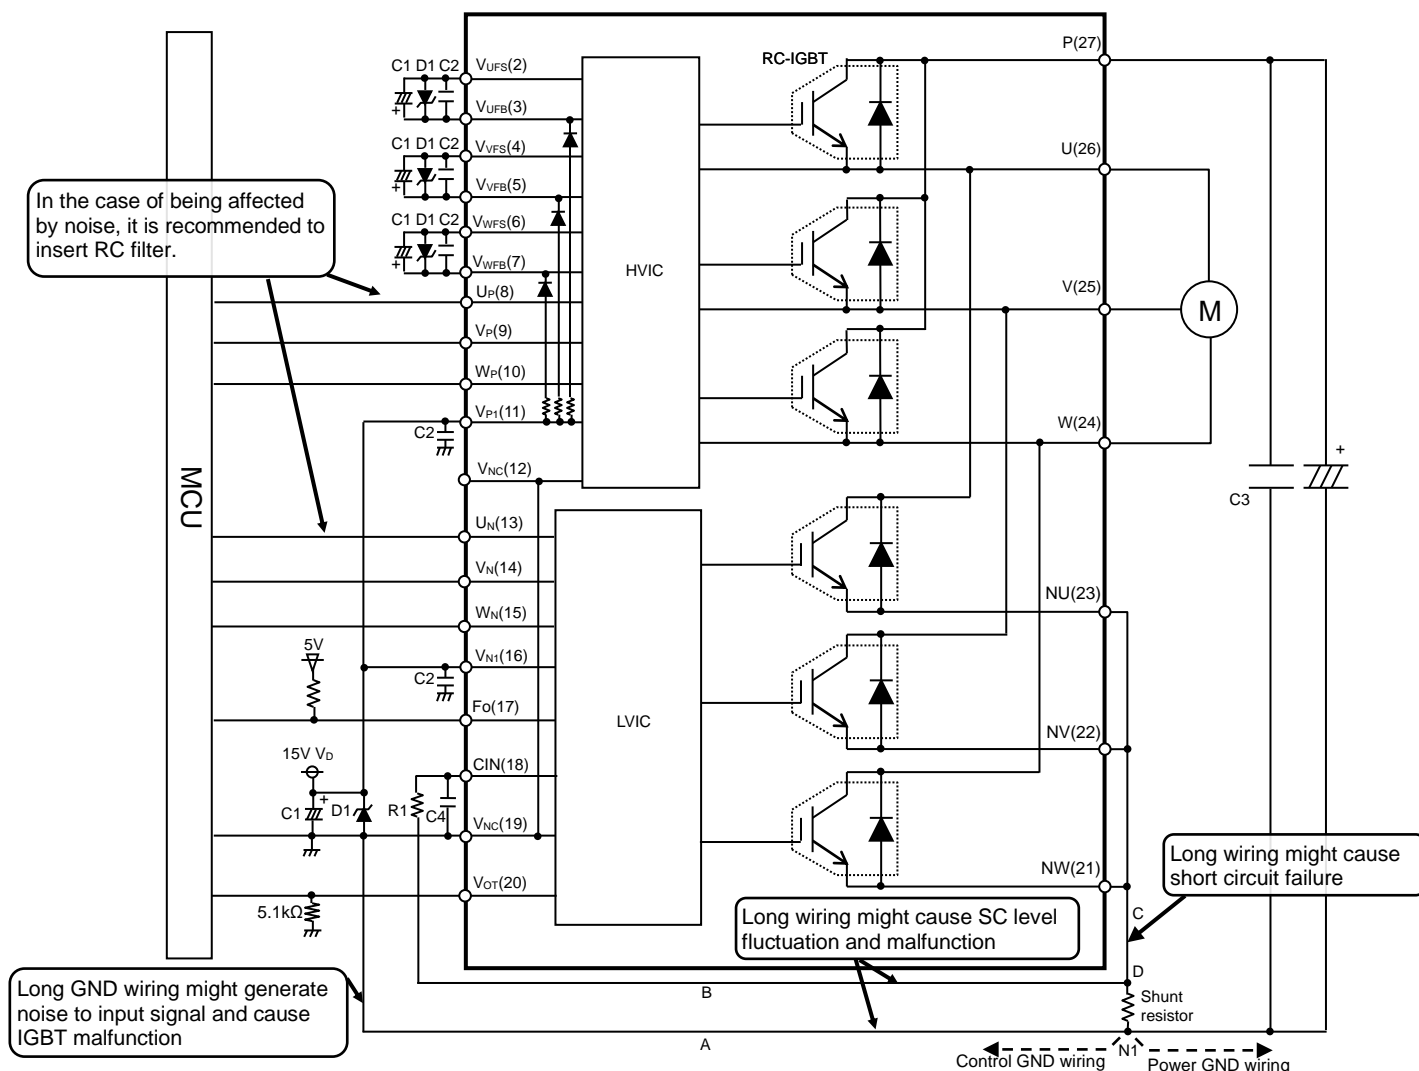 P(27)
RC-IGBT
C1 D1 C2
VUFS(2)
+
VUFB(3)
C1 D1 C2
VVFS(4)
+
VVFB(5)
U(26)
In the case of being affected
by noise, it is recommended to
insert RC filter.
C1 D1 C2
VWFS(6)
+
VWFB(7)
HVIC
UP(8)
V(25)
M
VP(9)
WP(10)
VP1(11)
C2
W(24)
+
C3
MCU
VNC(12)
UN(13)
VN(14)
NU(23)
WN(15)
5V
VN1(16)
C2
Fo(17)
LVIC
NV(22)
15V VD
CIN(18)
+
C1
D1
R1
C4
VNC(19)
Long wiring might cause
short circuit failure
NW(21)
VOT(20)
5.1kΩ
Long wiring might cause SC level
fluctuation and malfunction
C
D
Long GND wiring might generate
noise to input signal and cause
IGBT malfunction
B
Shunt
resistor
A
N1
Control GND wiring
Power GND wiring